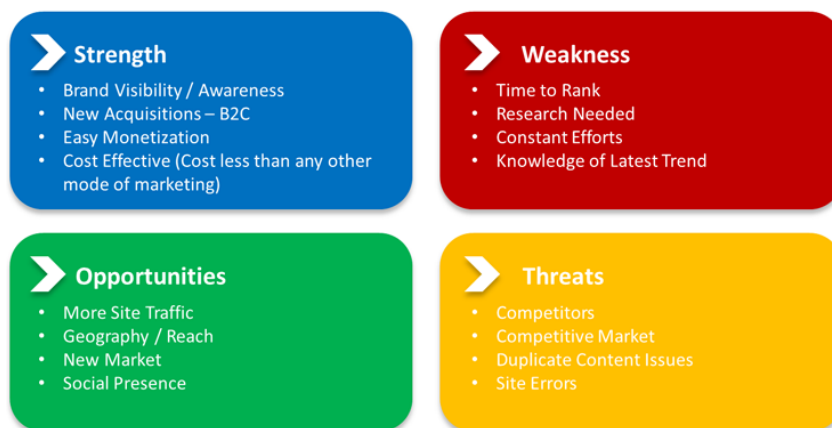 Strength
• Brand Visibility / Awareness
• New Acquisitions – B2C
• Easy Monetization
• Cost Effective (Cost less than any other
mode of marketing)
Weakness
• Time to Rank
• Research Needed
• Constant Efforts
• Knowledge of Latest Trend
Opportunities
• More Site Traffic
• Geography / Reach
• New Market
• Social Presence
Threats
• Competitors
• Competitive Market
• Duplicate Content Issues
• Site Errors